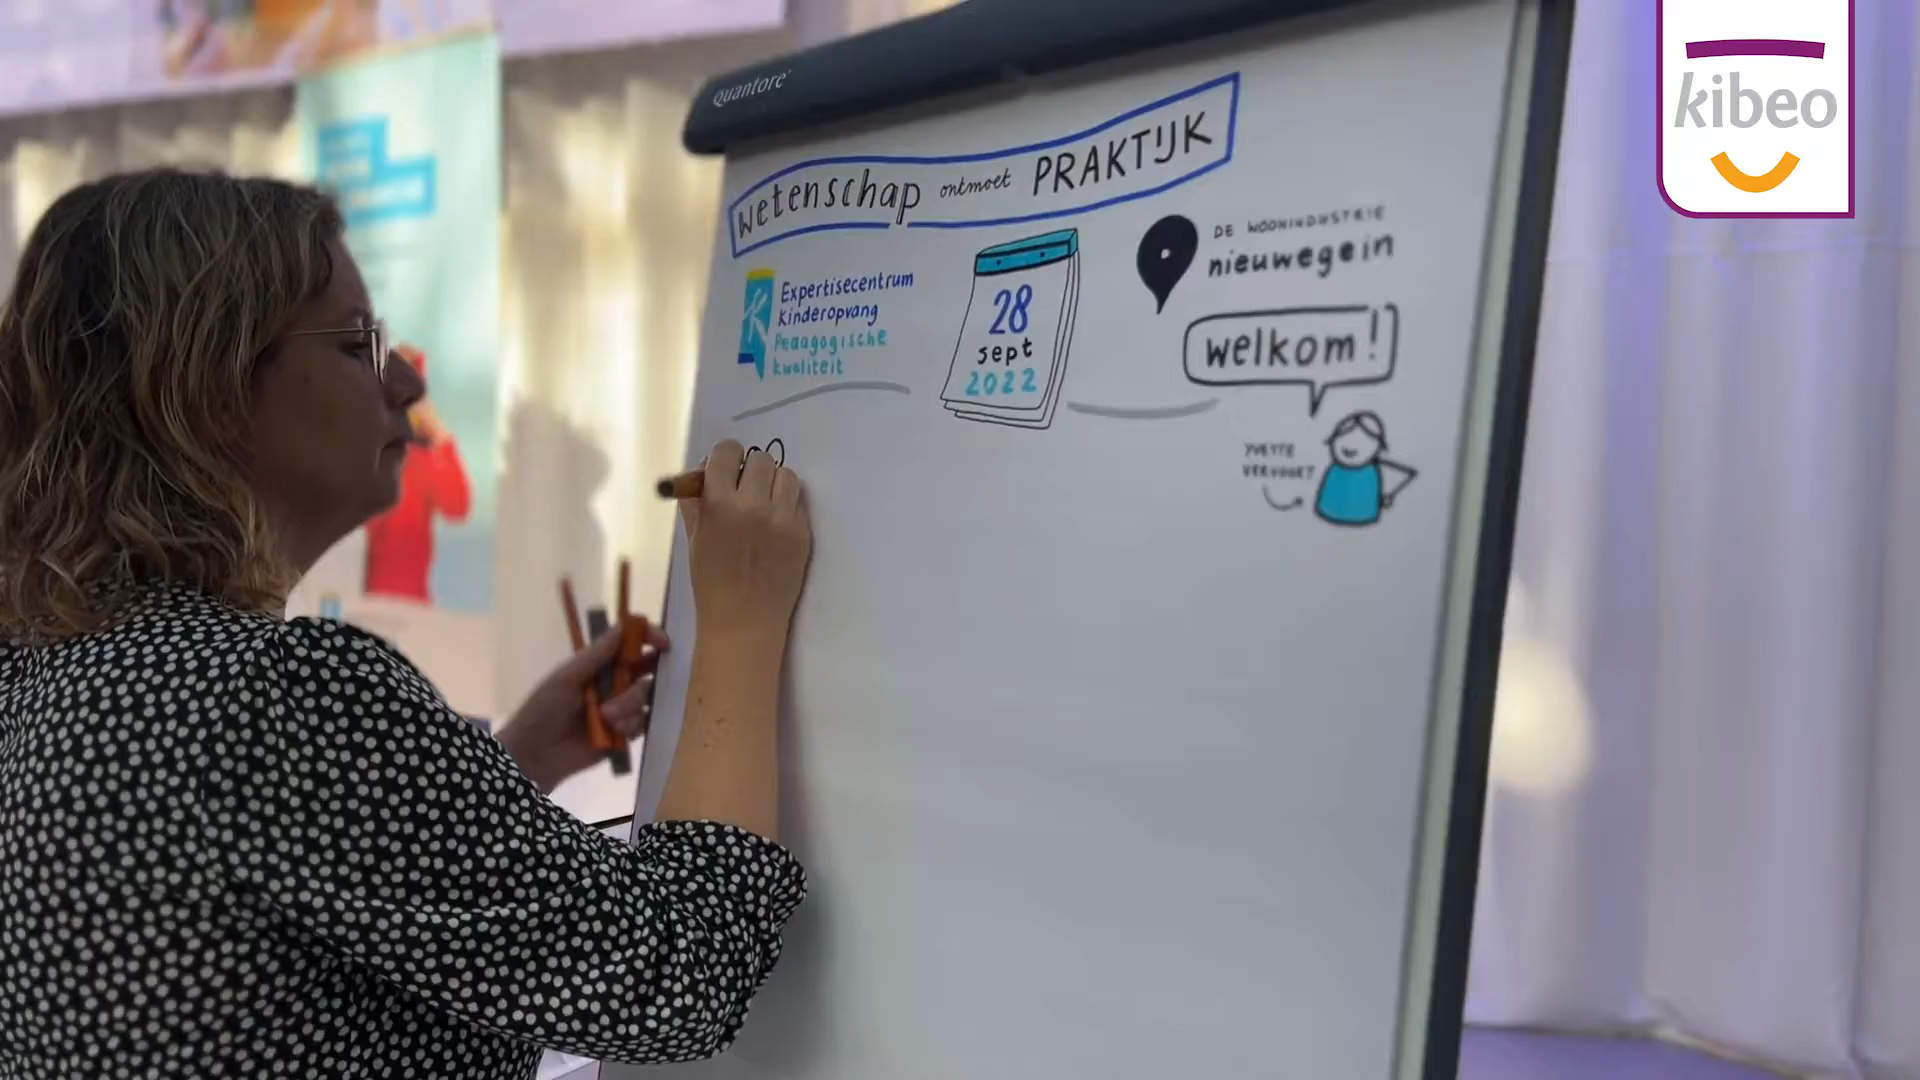 quantore
kibeo
wetenschap ontmoet PRAKTIJK
DE WOONINDUSTRIE
nieuwegein
Expertisecentrum
Kinderopvang
Pedagogische
kwaliteit
28
sept
2022
welkom!
YVETTE
VERVOORT